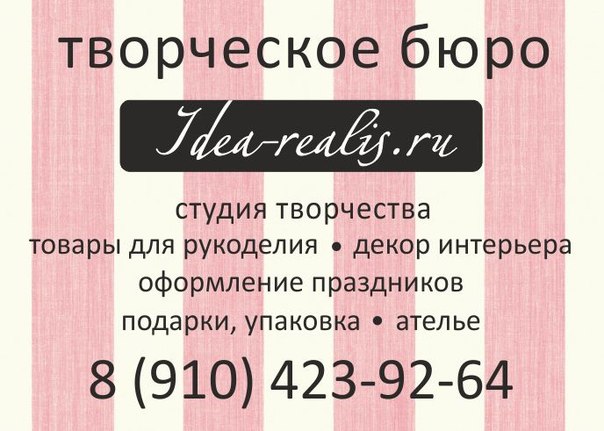 творческое бюро
Idea-realis.ru
студия творчества
товары для рукоделия • декор интерьера
оформление праздников
подарки, упаковка • ателье
8 (910) 423-92-64